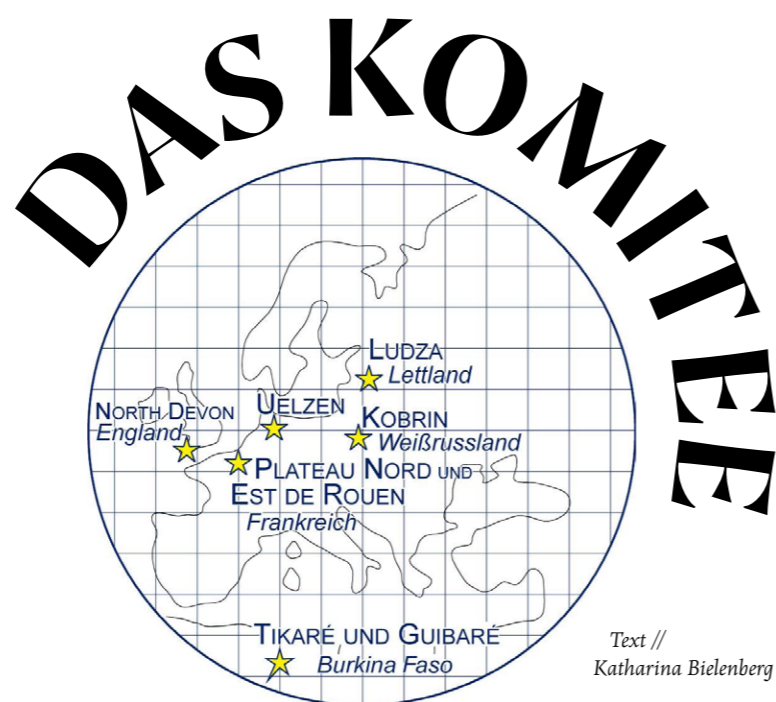 DAS KOMITEE
LUDZA
Lettland
NORTH DEVON
England
UELZEN
KOBRIN
Weißrussland
PLATEAU NORD UND
EST DE ROUEN
Frankreich
TIKARÉ UND GUIBARÉ
Burkina Faso
Text //
Katharina Bielenberg